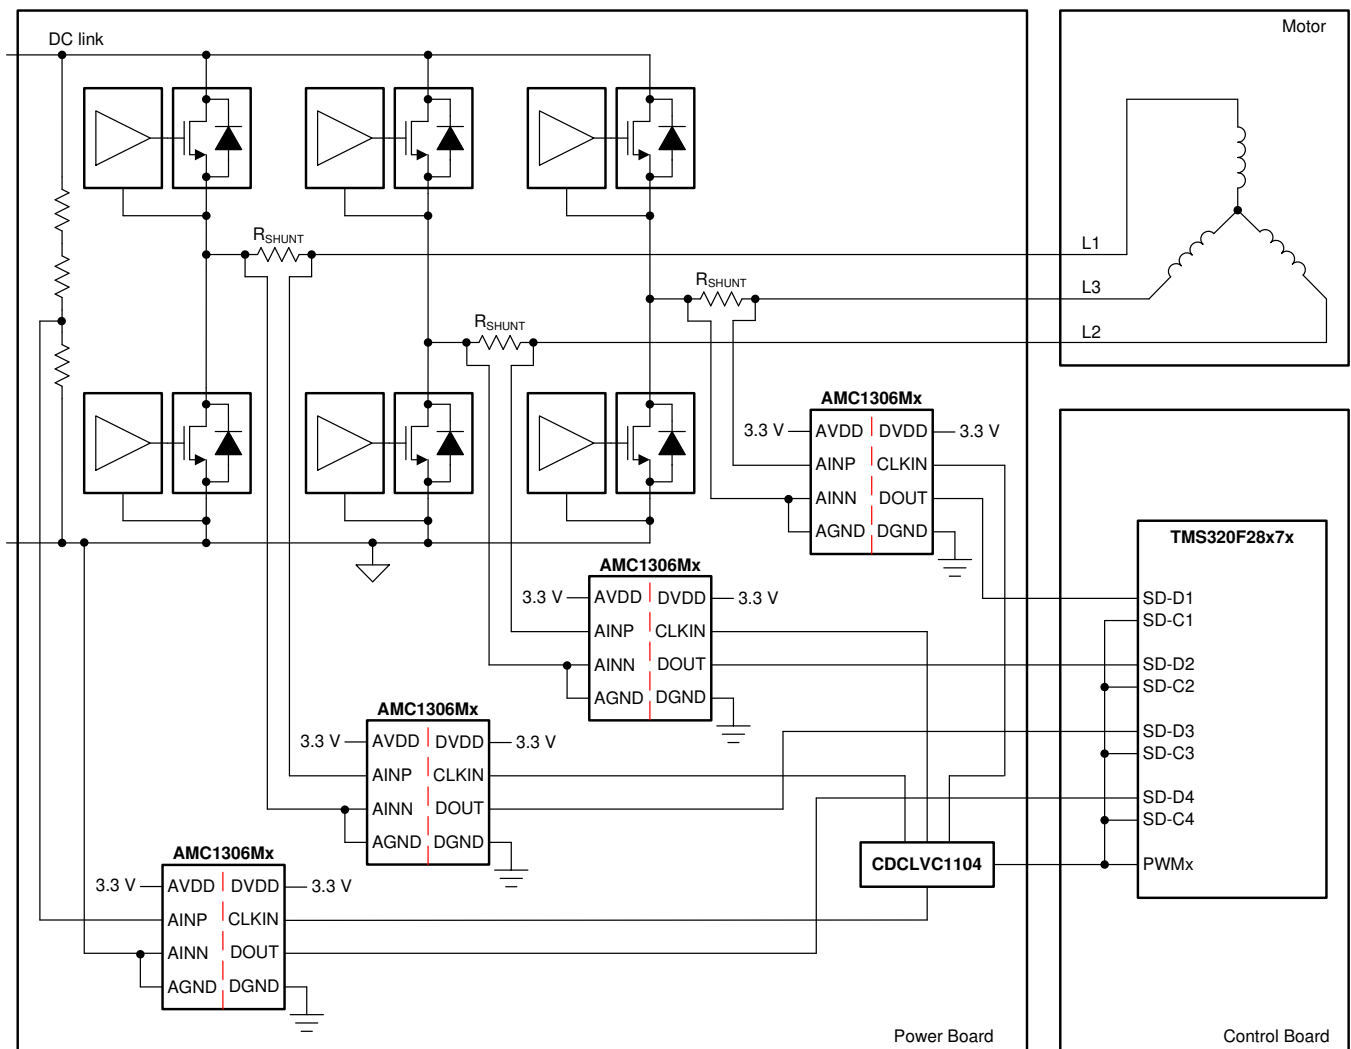 DC link
Motor
R_SHUNT
L1
R_SHUNT
L3
R_SHUNT
L2
AMC1306Mx
3.3 V AVDD DVDD 3.3 V
AINP CLKIN
AINN DOUT
AGND DGND
AMC1306Mx
3.3 V AVDD DVDD 3.3 V
AINP CLKIN
AINN DOUT
AGND DGND
AMC1306Mx
3.3 V AVDD DVDD 3.3 V
AINP CLKIN
AINN DOUT
AGND DGND
AMC1306Mx
3.3 V AVDD DVDD 3.3 V
AINP CLKIN
AINN DOUT
AGND DGND
CDCLVC1104
Power Board
TMS320F28x7x
SD-D1
SD-C1
SD-D2
SD-C2
SD-D3
SD-C3
SD-D4
SD-C4
PWMx
Control Board